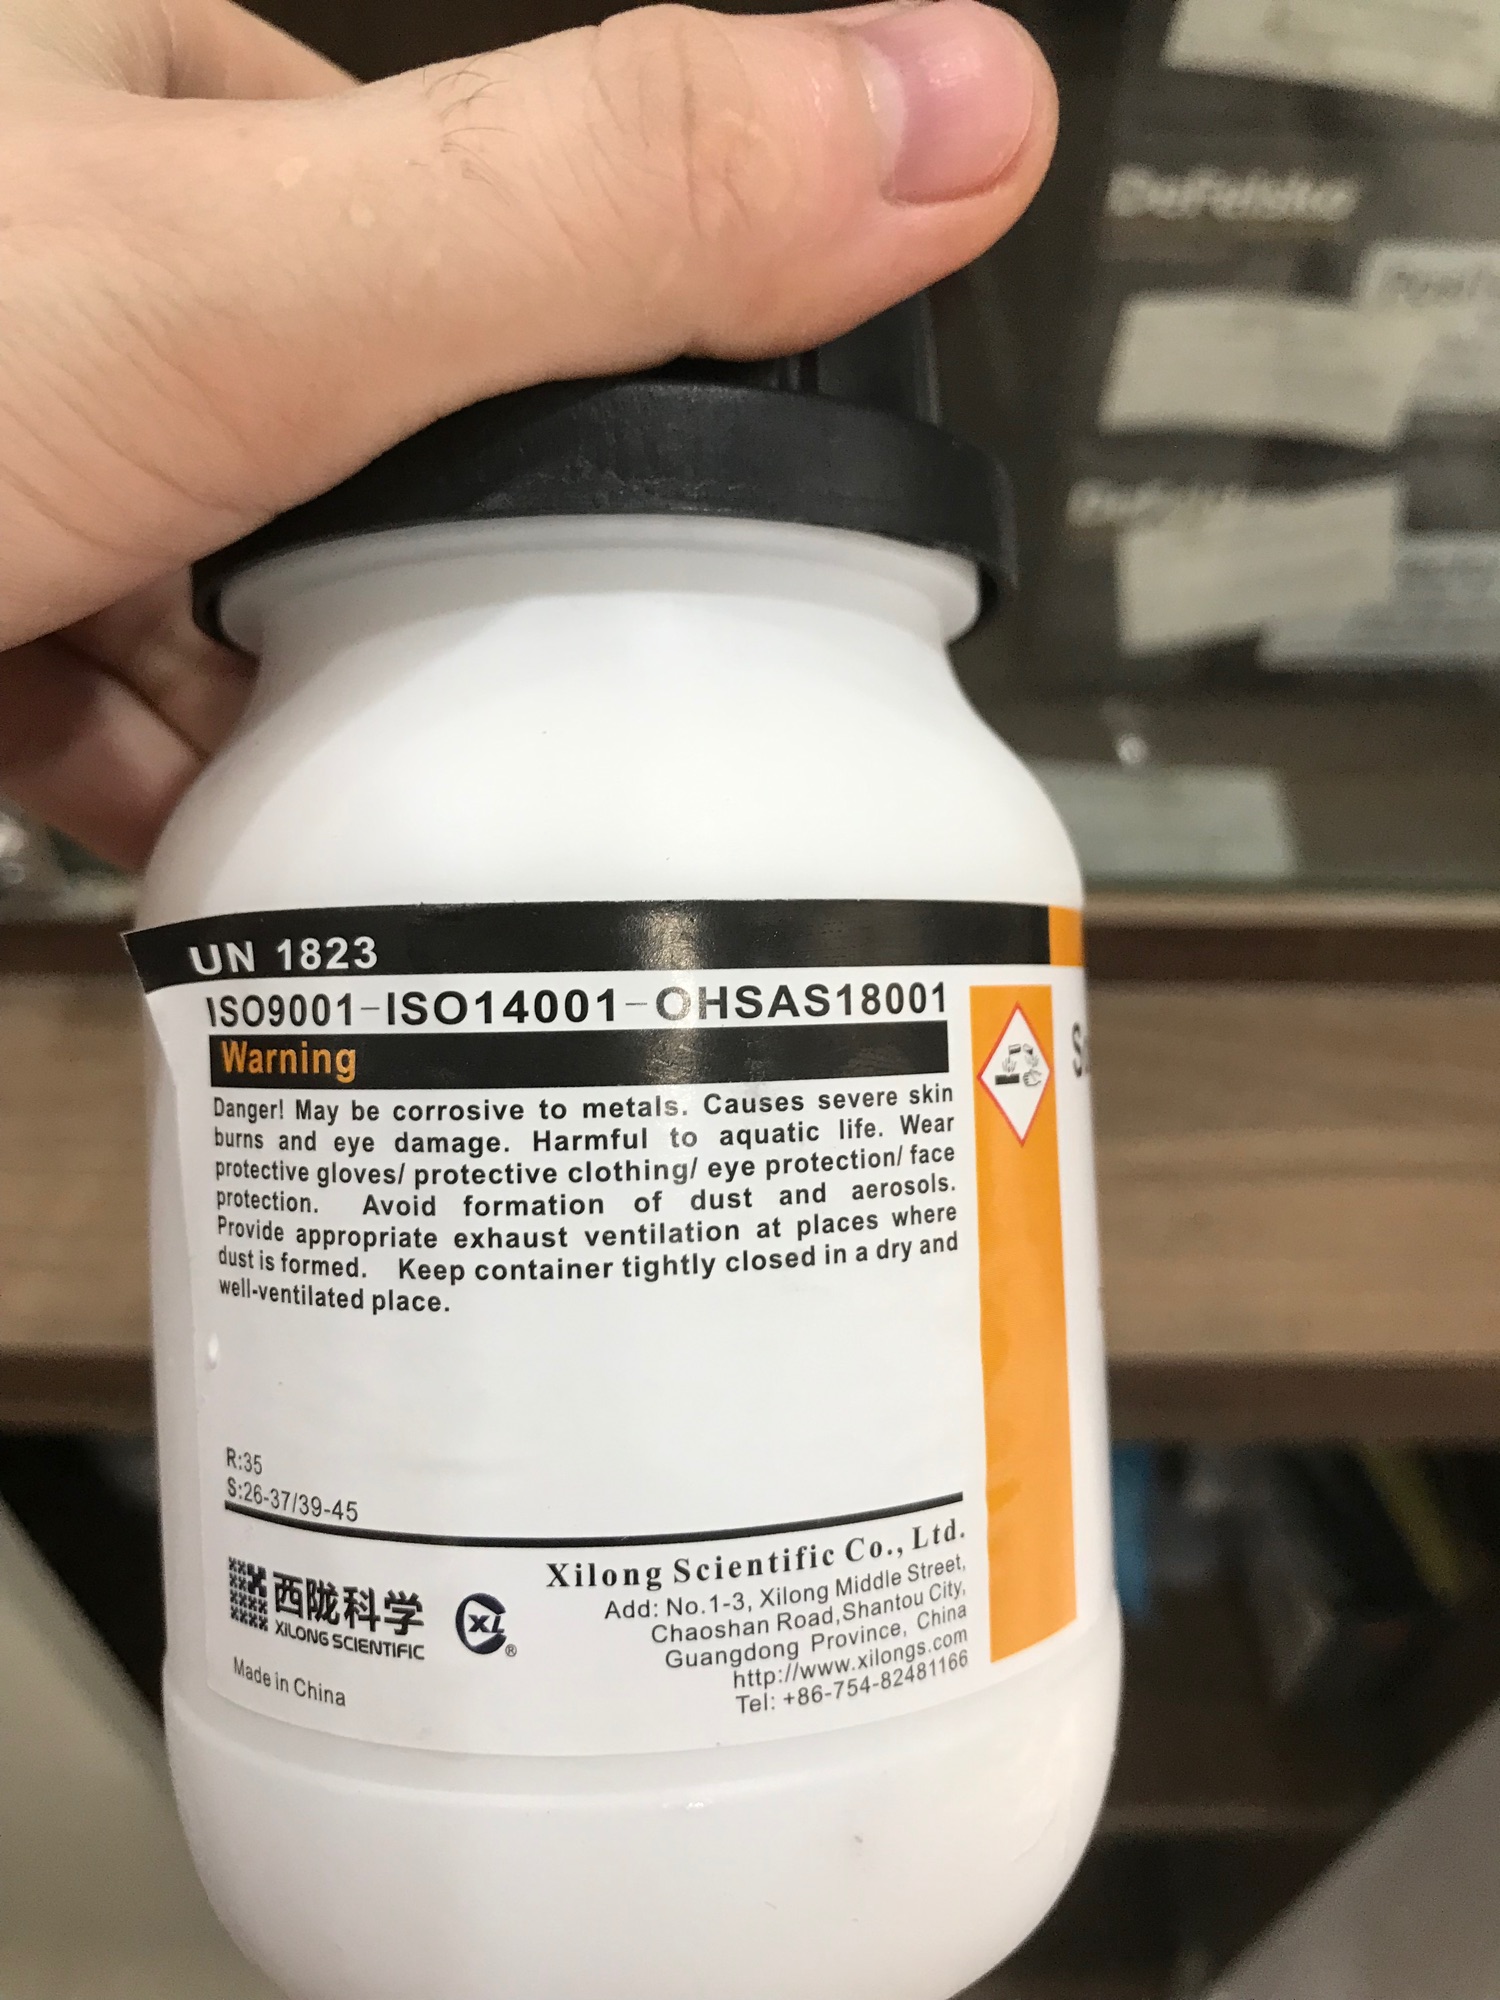 DeFelsko
UN 1823
ISO9001-ISO14001-OHSAS18001
Warning
Danger! May be corrosive to metals. Causes severe skin
burns and eye damage. Harmful to aquatic life. Wear
protective gloves/ protective clothing/ eye protection/ face
protection. Avoid formation of dust and aerosols.
Provide appropriate exhaust ventilation at places where
dust is formed. Keep container tightly closed in a dry and
well-ventilated place.
R:35
S:26-37/39-45
西陇科学
XILONG SCIENTIFIC
XL
®
Made in China
Xilong Scientific Co., Ltd.
Add: No.1-3, Xilong Middle Street,
Chaoshan Road,Shantou City,
Guangdong Province, China
http://www.xilongs.com
Tel: +86-754-82481166